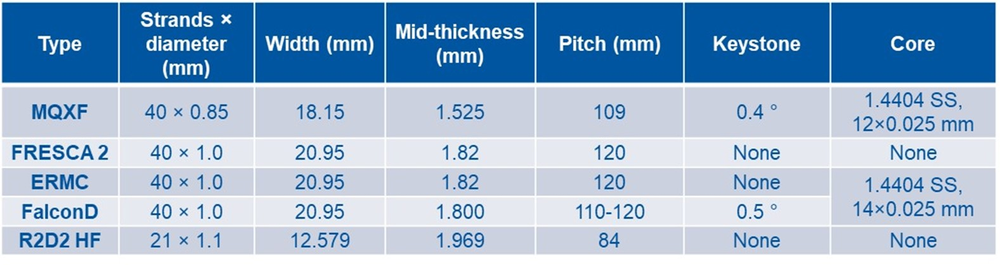 Type Strands × diameter (mm) Width (mm) Mid-thickness (mm) Pitch (mm) Keystone Core
MQXF 40 × 0.85 18.15 1.525 109 0.4 ° 1.4404 SS, 12×0.025 mm
FRESCA 2 40 × 1.0 20.95 1.82 120 None None
ERMC 40 × 1.0 20.95 1.82 120 None 1.4404 SS, 14×0.025 mm
FalconD 40 × 1.0 20.95 1.800 110-120 0.5 °
R2D2 HF 21 × 1.1 12.579 1.969 84 None None